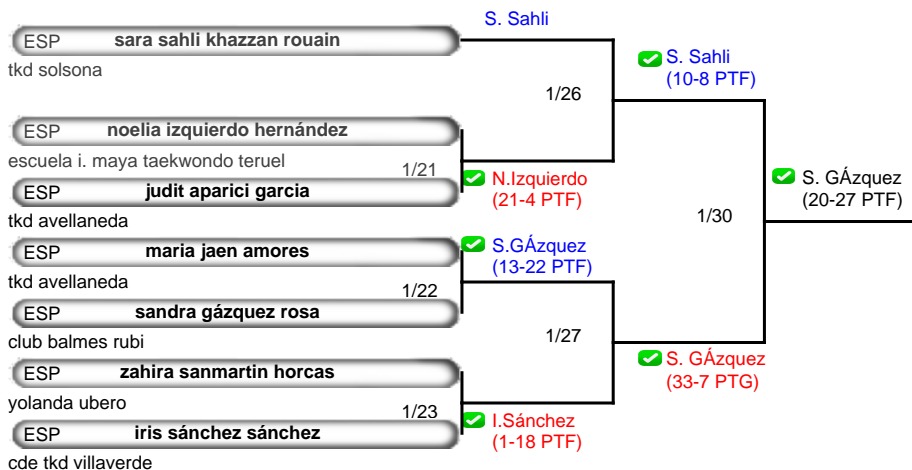 S. Sahli
ESP sara sahli khazzan rouain
tkd solsona
S. Sahli
(10-8 PTF)
1/26
ESP noelia izquierdo hernández
escuela i. maya taekwondo teruel
1/21
N.Izquierdo
(21-4 PTF)
ESP judit aparici garcia
tkd avellaneda
S. GÁzquez
(20-27 PTF)
1/30
ESP maria jaen amores
tkd avellaneda
S.GÁzquez
(13-22 PTF)
1/22
ESP sandra gázquez rosa
club balmes rubi
1/27
S. GÁzquez
(33-7 PTG)
ESP zahira sanmartin horcas
yolanda ubero
1/23
I.Sánchez
(1-18 PTF)
ESP iris sánchez sánchez
cde tkd villaverde